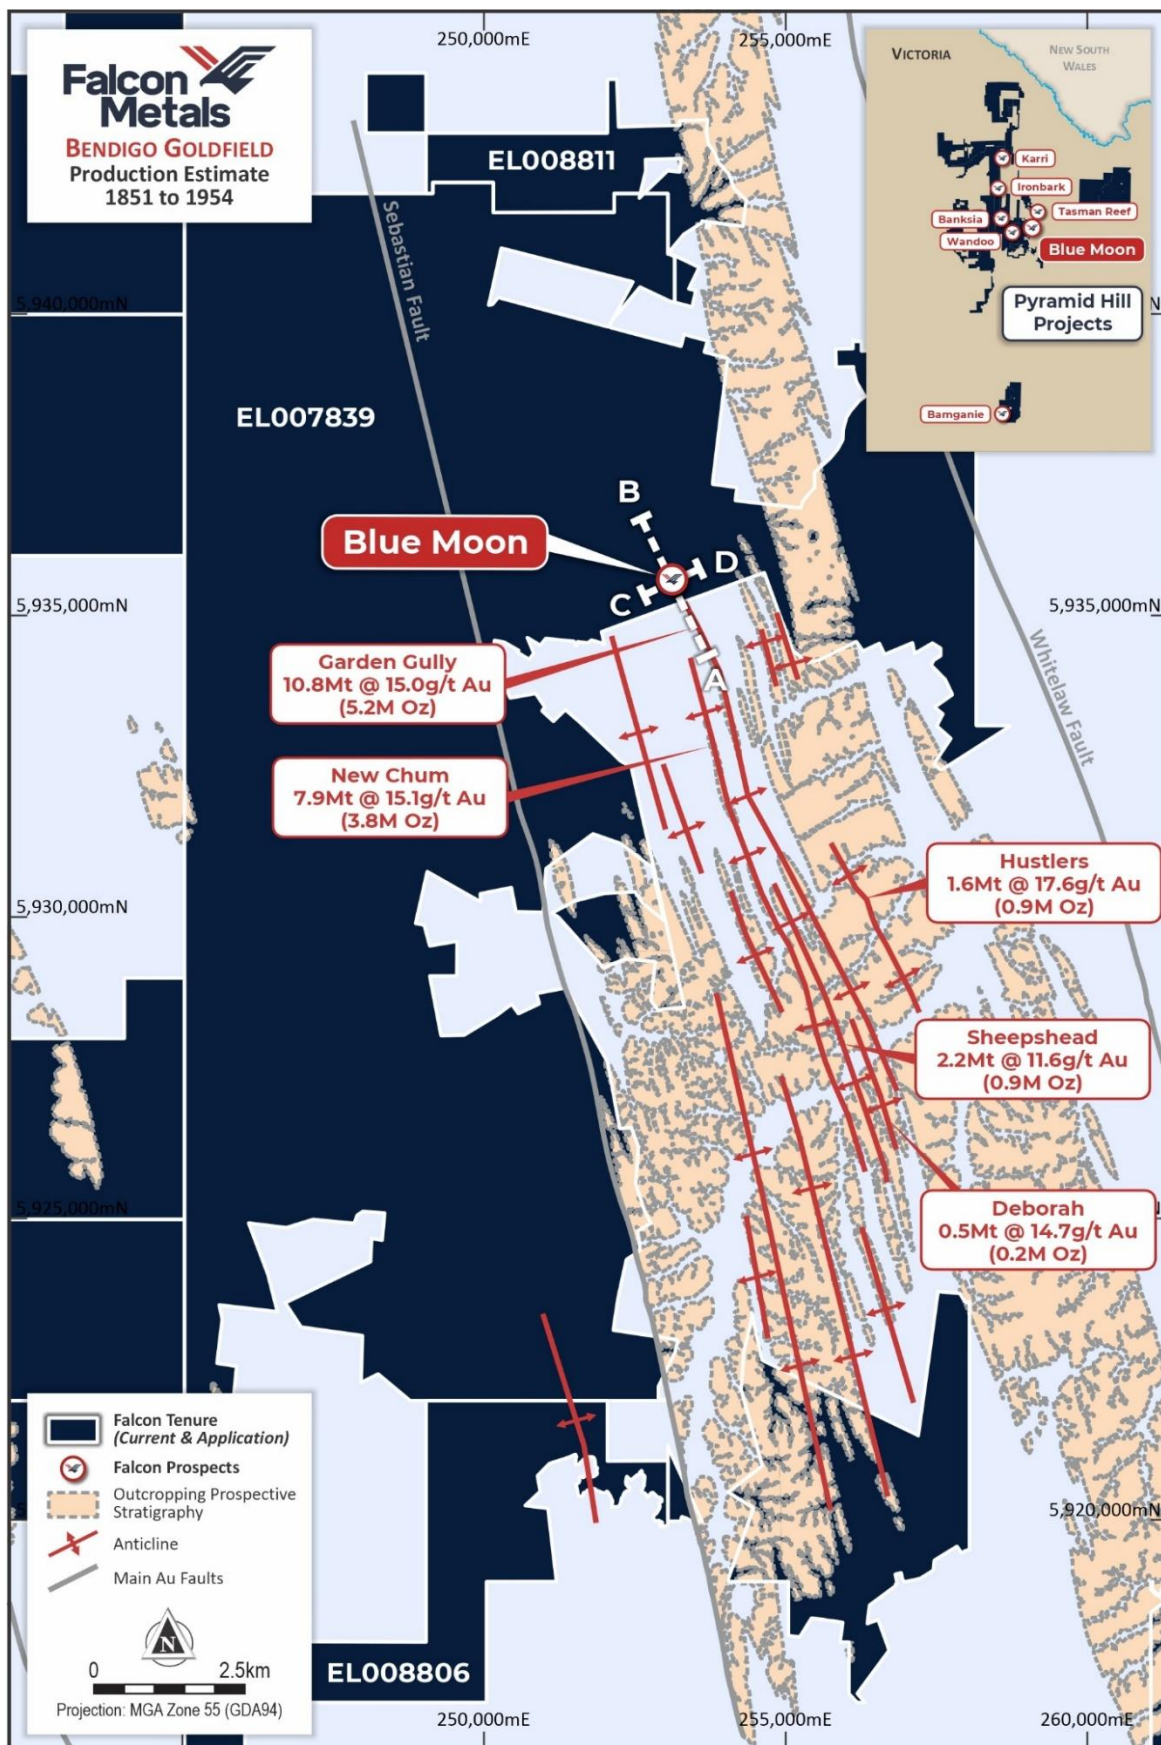 Falcon
Metals
BENDIGO GOLDFIELD
Production Estimate
1851 to 1954
250,000mE
255,000mE
VICTORIA
NEW SOUTH
WALES
Karri
Ironbark
Tasman Reef
Banksia
Wandoo
Blue Moon
Pyramid Hill
Projects
Bamganie
EL008811
Sebastian Fault
5,940,000mN
N
EL007839
B
Blue Moon
D
C
A
5,935,000mN
5,935,000mN
Garden Gully
10.8Mt @ 15.0g/t Au
(5.2M Oz)
Whitelaw Fault
New Chum
7.9Mt @ 15.1g/t Au
(3.8M Oz)
Hustlers
1.6Mt @ 17.6g/t Au
(0.9M Oz)
5,930,000mN
Sheepshead
2.2Mt @ 11.6g/t Au
(0.9M Oz)
5,925,000mN
N
Deborah
0.5Mt @ 14.7g/t Au
(0.2M Oz)
Falcon Tenure
(Current & Application)
Falcon Prospects
Outcropping Prospective
Stratigraphy
Anticline
Main Au Faults
5,920,000mN
N
0 2.5km
Projection: MGA Zone 55 (GDA94)
EL008806
250,000mE
255,000mE
260,000mE